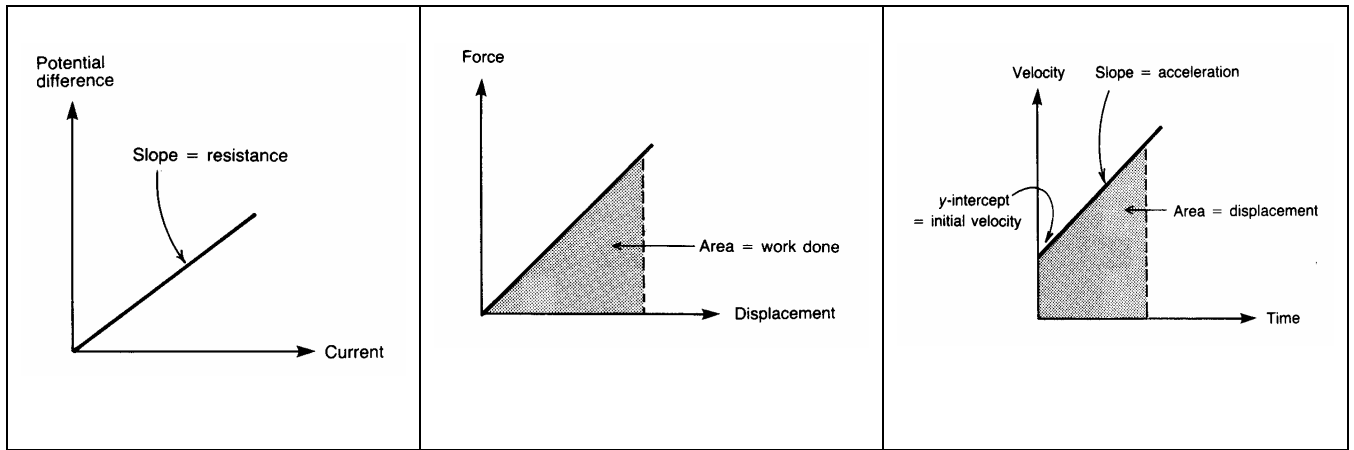 Potential
difference
Slope = resistance
Current
Force
Area = work done
Displacement
Velocity
Slope = acceleration
y-intercept
= initial velocity
Area = displacement
Time